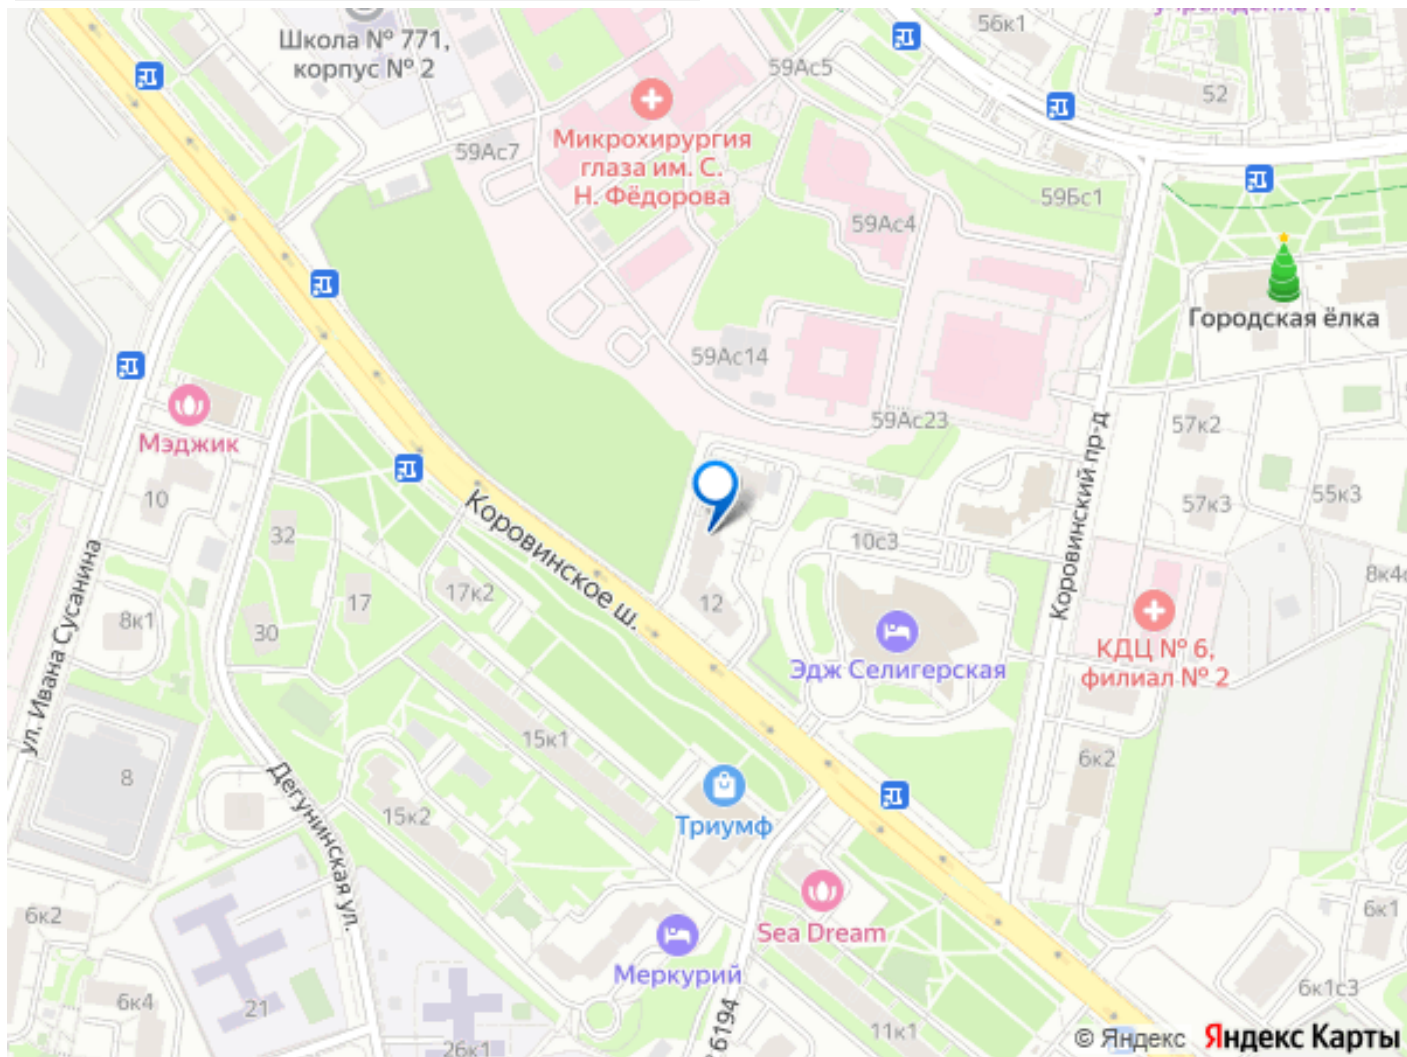 56к1
Школа № 771,
корпус № 2
59Ас5
52
Микрохирургия
глаза им. С.
Н. Фёдорова
59Ас7
59Бс1
59Ас4
Городская ёлка
59Ас14
Мэджик
59Ас23
57к2
Коровинский пр-д
10
57к3
55к3
Коровинское ш.
32
10с3
ул. Ивана Сусанина
17к2
17
12
8к1
30
Эдж Селигерская
КДЦ № 6,
филиал № 2
15к1
6к2
8
Дегунинская ул.
15к2
Триумф
6к2
6к1
Sea Dream
Меркурий
6к4
21
6к1с3
6194
11к1
26к1
© Яндекс Яндекс Карты